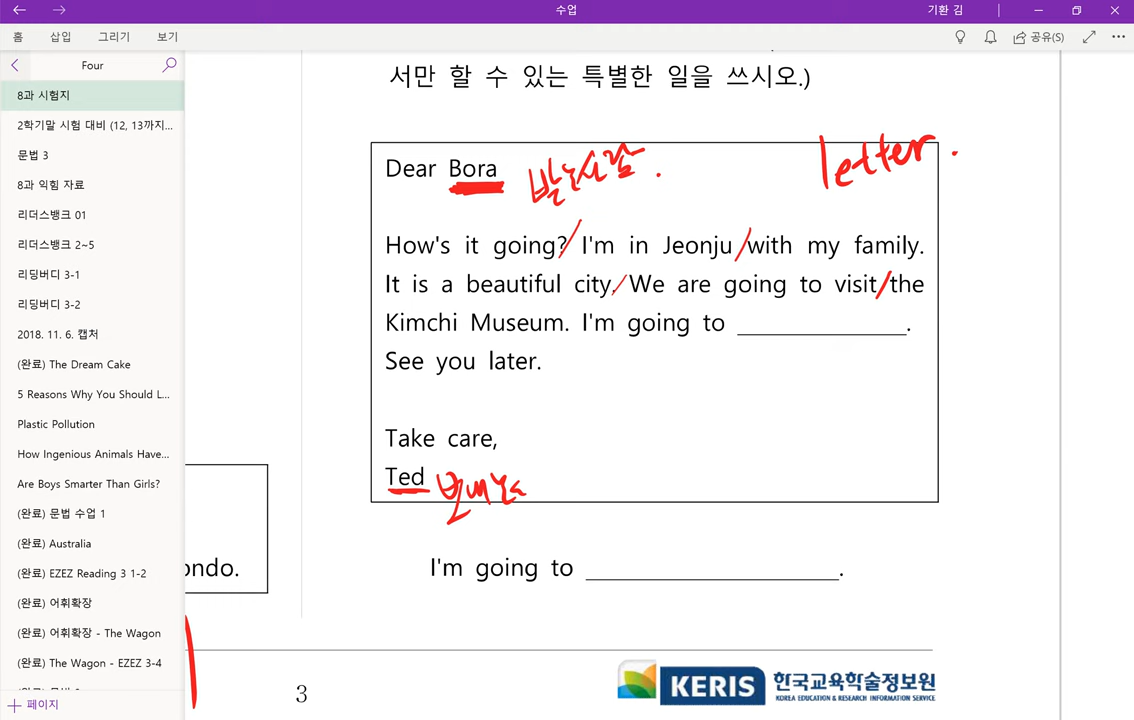 수업
기환 김
홈 삽입 그리기 보기
공유(S)
Four
8과 시험지
2학기말 시험 대비 (12, 13까지...
문법 3
8과 익힘 자료
리더스뱅크 01
리더스뱅크 2~5
리딩버디 3-1
리딩버디 3-2
2018. 11. 6. 캡처
(완료) The Dream Cake
5 Reasons Why You Should L...
Plastic Pollution
How Ingenious Animals Have...
Are Boys Smarter Than Girls?
(완료) 문법 수업 1
(완료) Australia
(완료) EZEZ Reading 3 1-2
(완료) 어휘확장
(완료) 어휘확장 - The Wagon
(완료) The Wagon - EZEZ 3-4
페이지
서만 할 수 있는 특별한 일을 쓰시오.)
letter.
Dear Bora 받는사람.
How's it going? I'm in Jeonju with my family.
It is a beautiful city. We are going to visit the
Kimchi Museum. I'm going to ____________.
See you later.
Take care,
Ted
I'm going to __________________.
ondo.
3
KERIS 한국교육학술정보원
KOREA EDUCATION & RESEARCH INFORMATION SERVICE